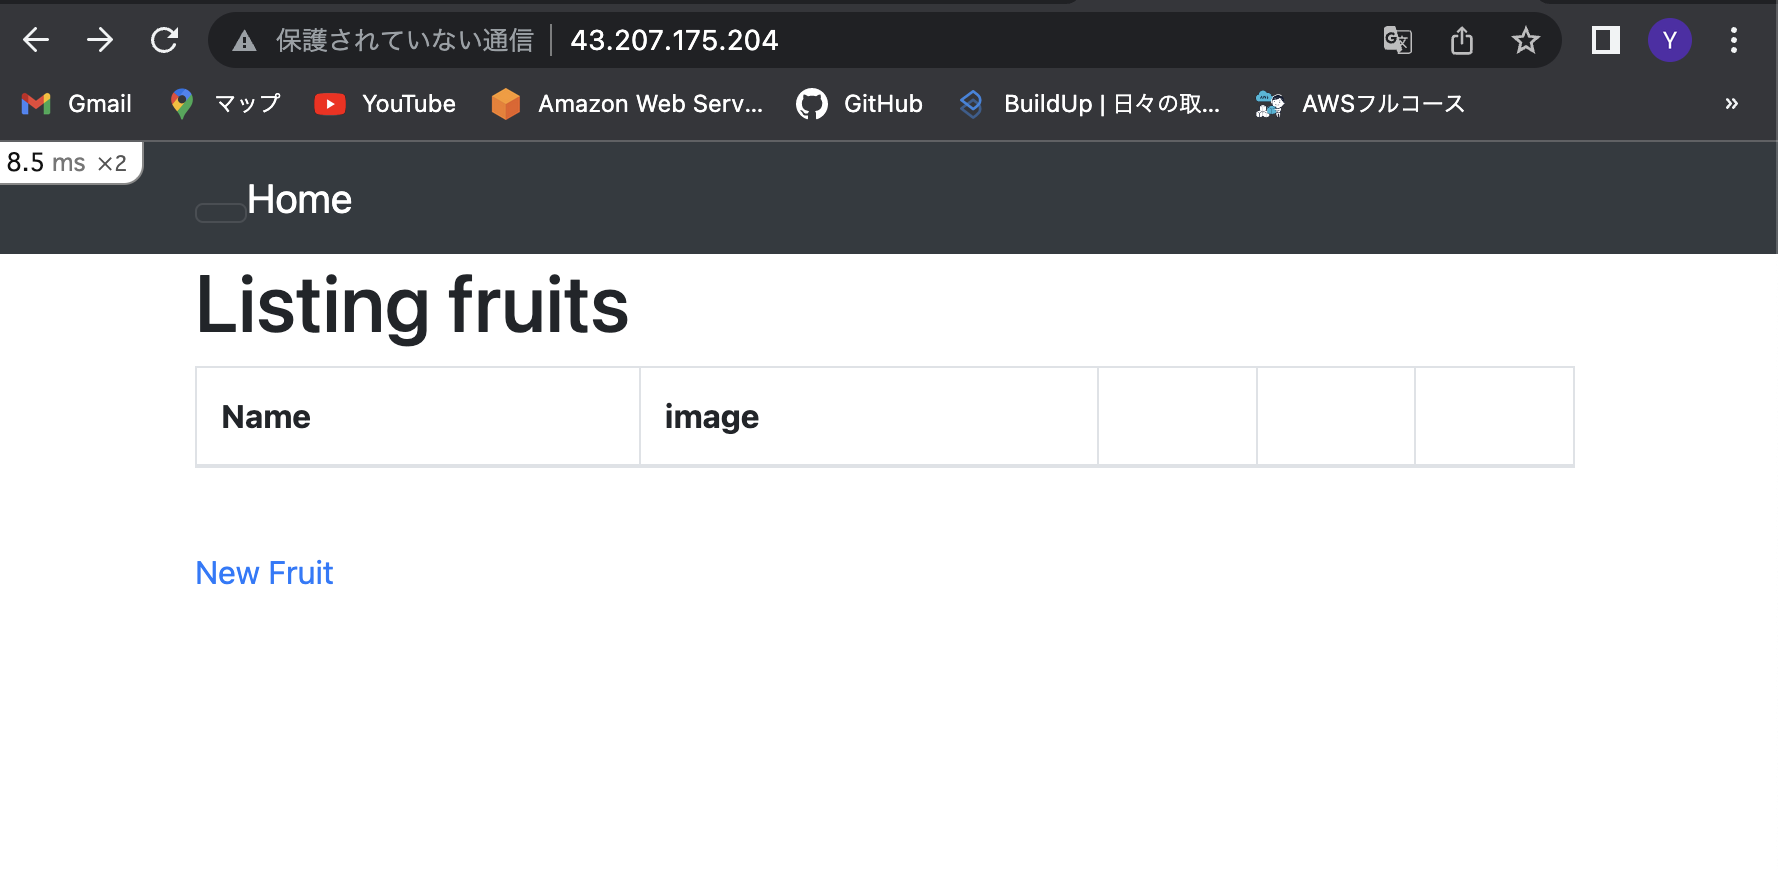 保護されていない通信 43.207.175.204
Gmail マップ YouTube Amazon Web Serv... GitHub BuildUp | 日々の取... AWSフルコース »
8.5 ms ×2
Home
Listing fruits
Name image
New Fruit
Y